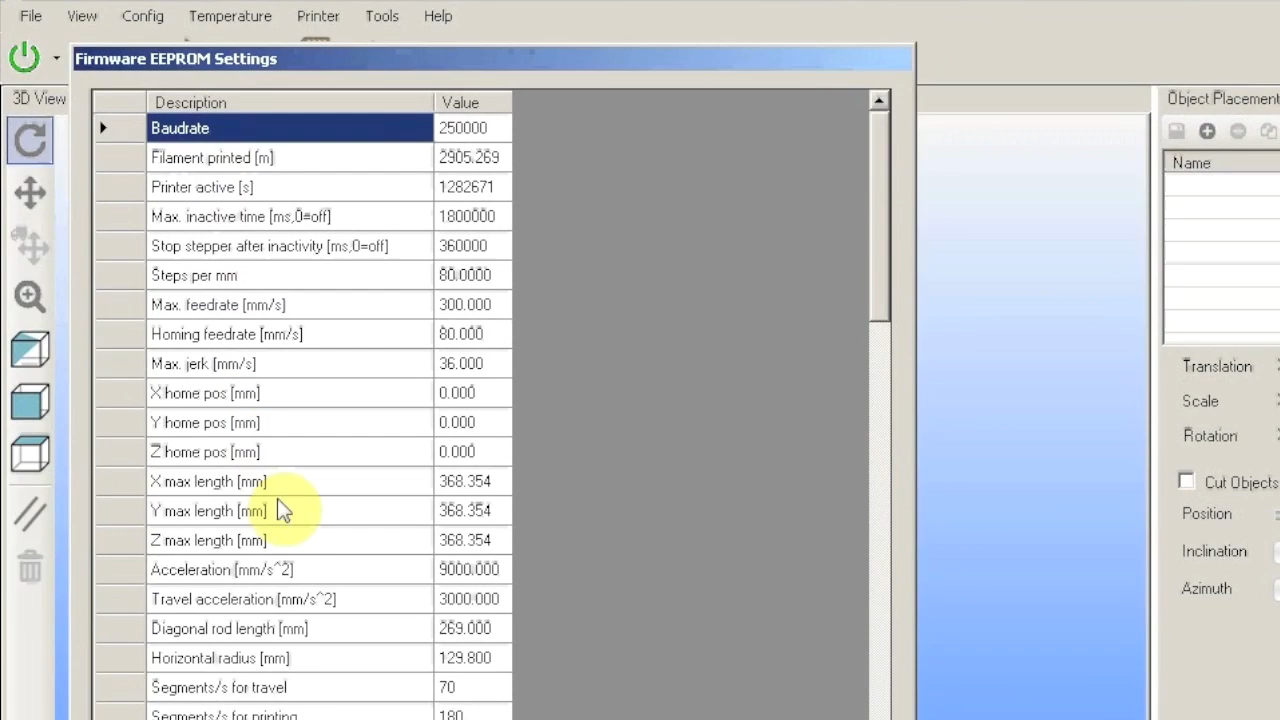 File View Config Temperature Printer Tools Help
Firmware EEPROM Settings
3D View
Object Placement
Description Value
Baudrate 250000
Filament printed [m] 2905.269
Printer active [s] 1282671
Max. inactive time [ms,0=off] 1800000
Stop stepper after inactivity [ms,0=off] 360000
Steps per mm 80.0000
Max. feedrate [mm/s] 300.000
Homing feedrate [mm/s] 80.000
Max. jerk [mm/s] 36.000
X home pos [mm] 0.000
Y home pos [mm] 0.000
Z home pos [mm] 0.000
X max length [mm] 368.354
Y max length [mm] 368.354
Z max length [mm] 368.354
Acceleration [mm/s^2] 9000.000
Travel acceleration [mm/s^2] 3000.000
Diagonal rod length [mm] 269.000
Horizontal radius [mm] 129.800
Segments/s for travel 70
Segments/s for printing 180
Name
Translation
Scale
Rotation
Cut Objects
Position
Inclination
Azimuth